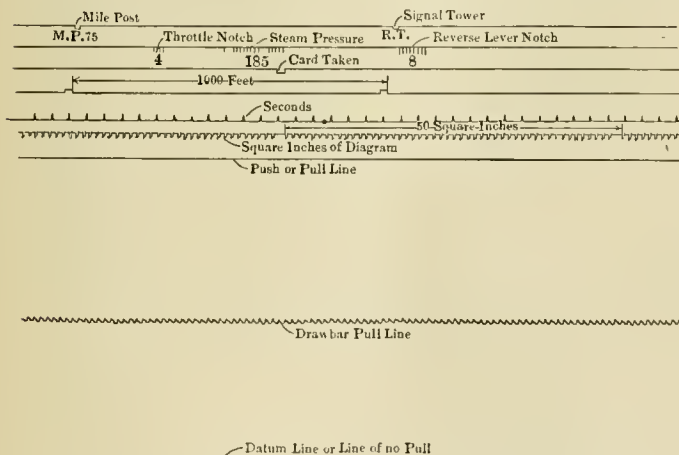 Mile Post Signal Tower
M.P.75 Throttle Notch Steam Pressure R.T. Reverse Lever Notch
4 185 Card Taken 8
1000 Feet
Seconds
50 Square Inches
Square Inches of Diagram
Push or Pull Line
Drawbar Pull Line
Datum Line or Line of no Pull